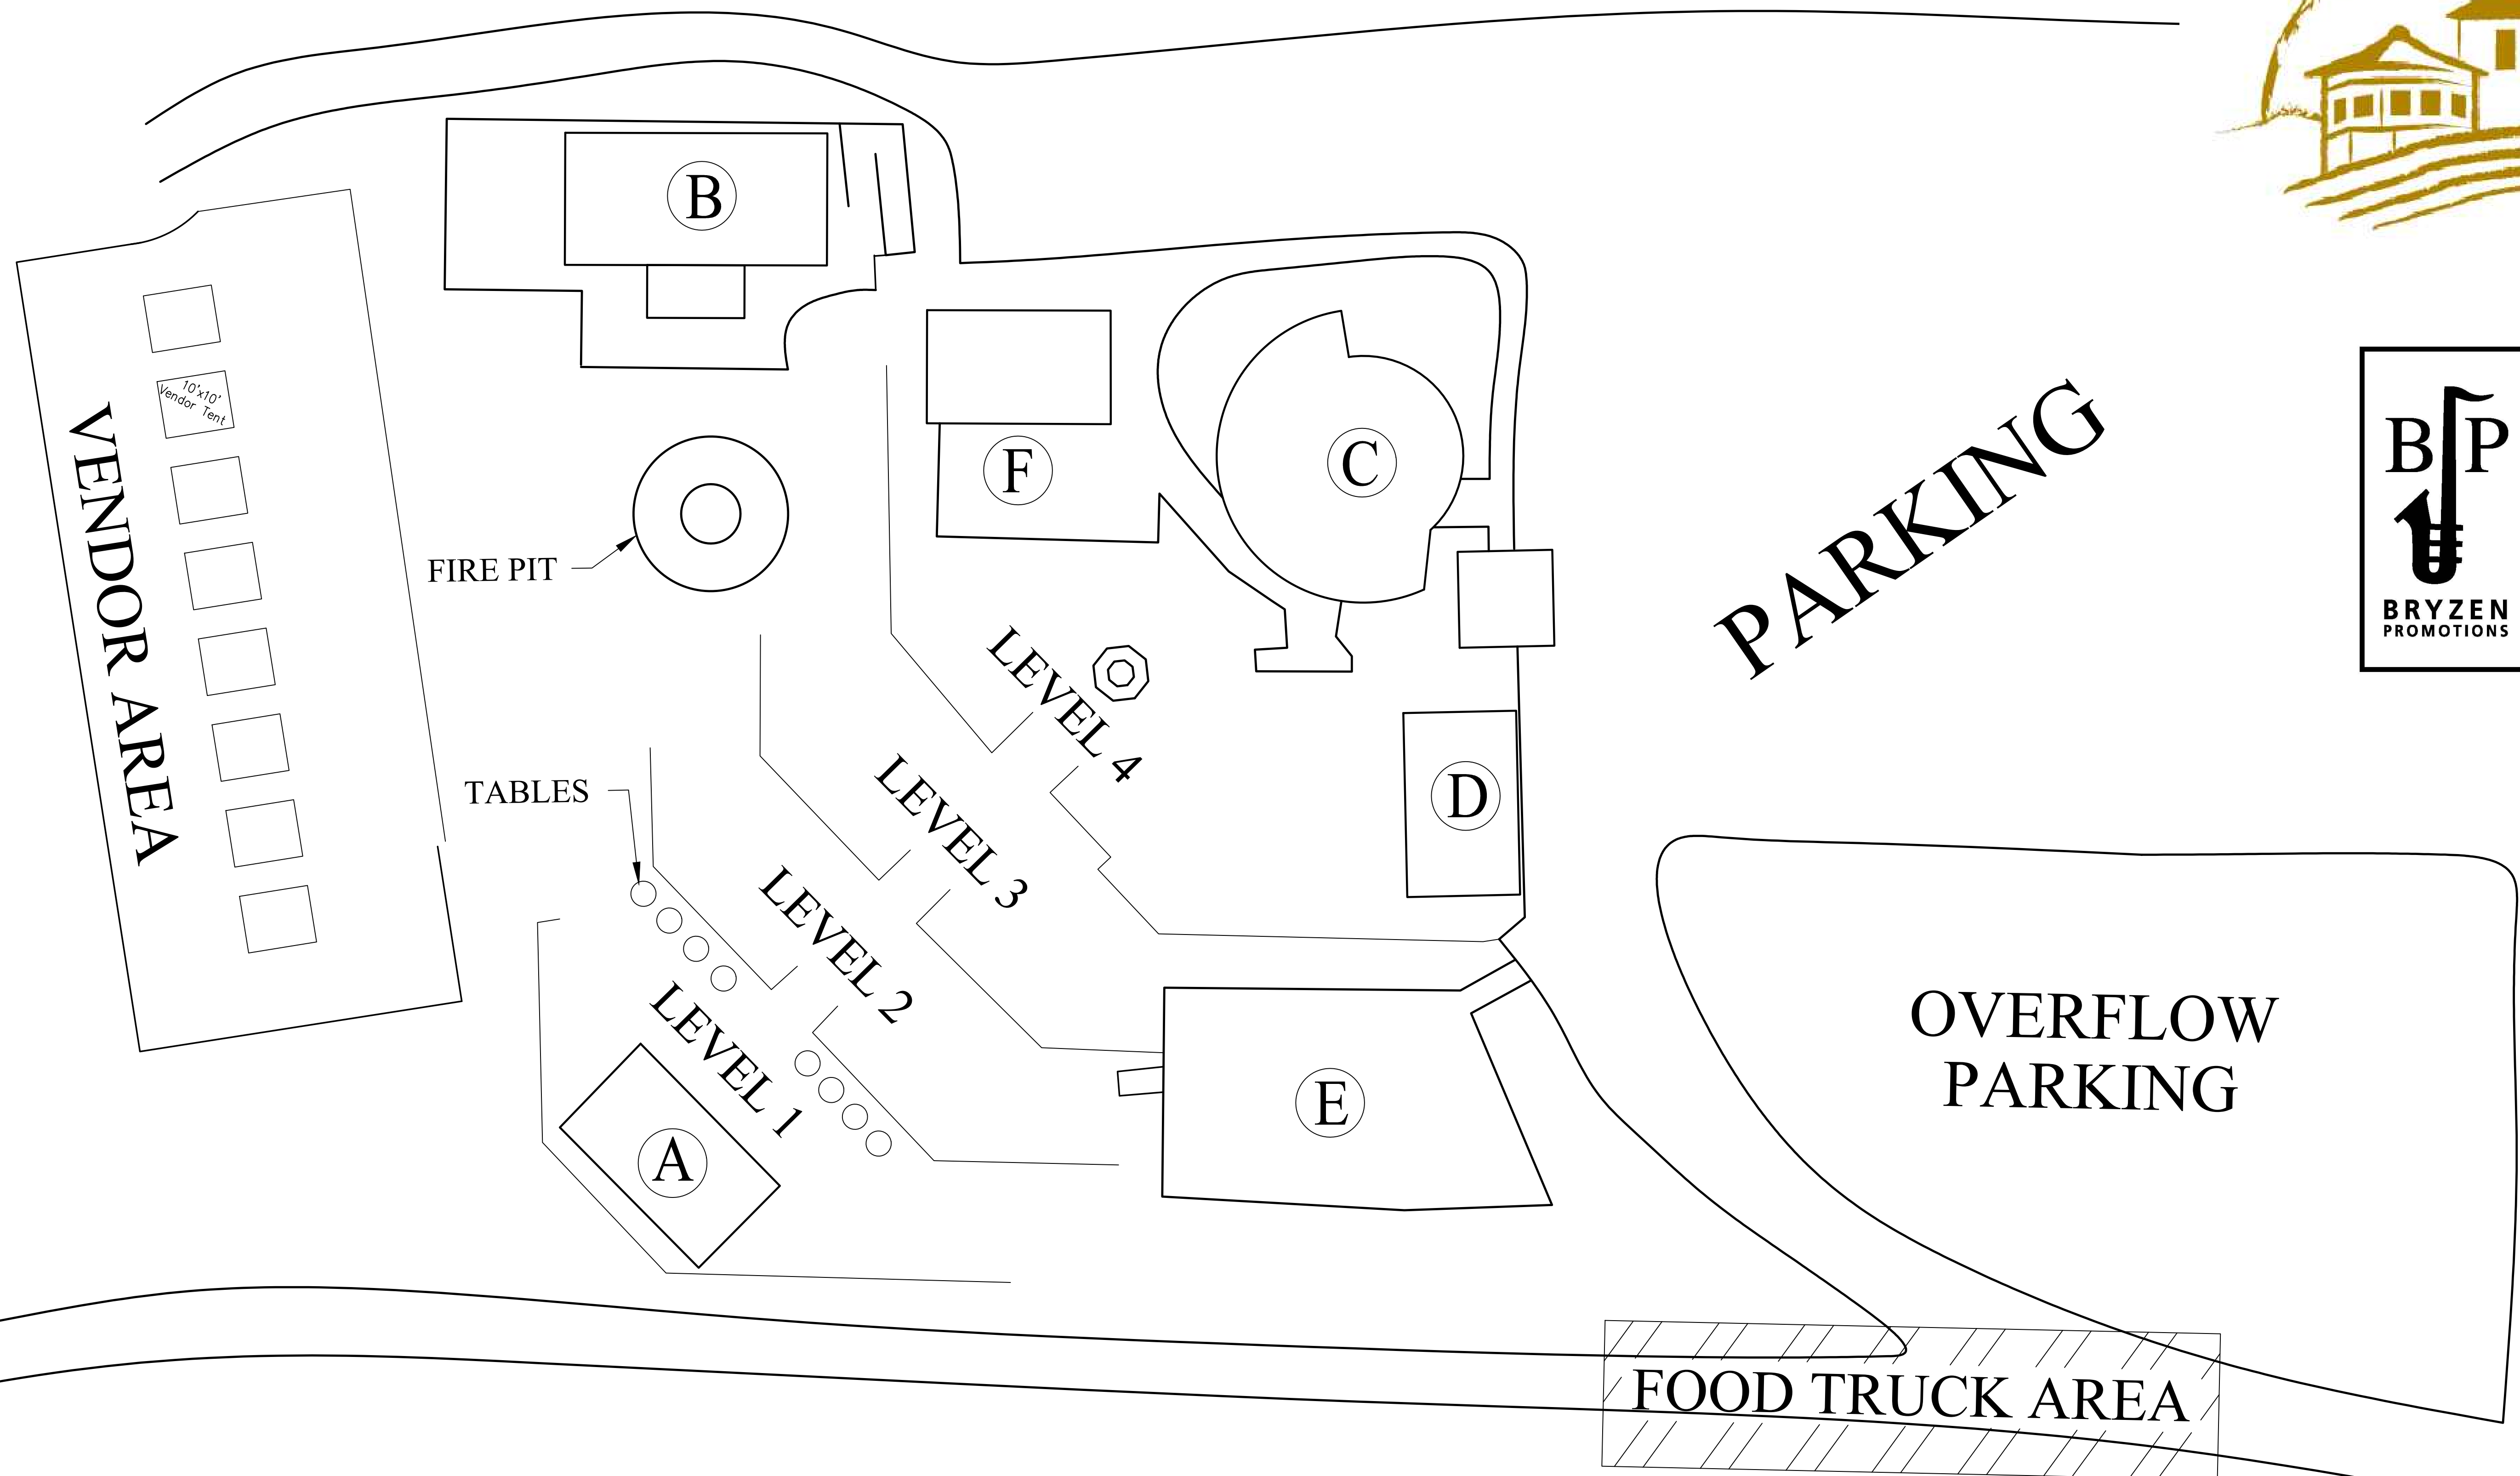 B
10'x10'
Vendor Tent
VENDOR AREA
F
C
B P
BRYZEN
PROMOTIONS
PARKING
FIRE PIT
LEVEL 4
TABLES
LEVEL 3
D
LEVEL 2
LEVEL 1
OVERFLOW
PARKING
A
E
FOOD TRUCK AREA